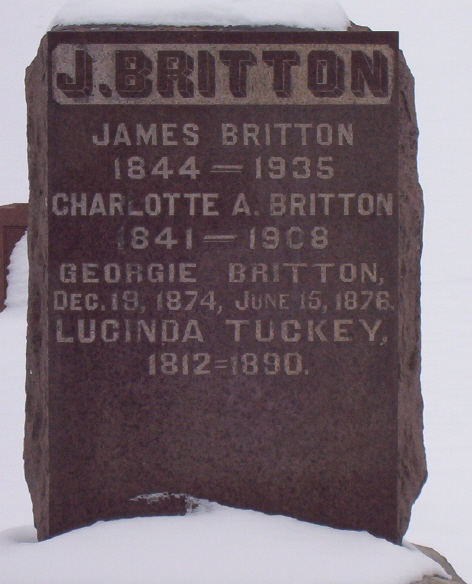 J. BRITTON
JAMES BRITTON
1844 — 1935
CHARLOTTE A. BRITTON
1841 — 1908
GEORGIE BRITTON,
DEC. 19, 1874, JUNE 15, 1876.
LUCINDA TUCKEY,
1812=1890.